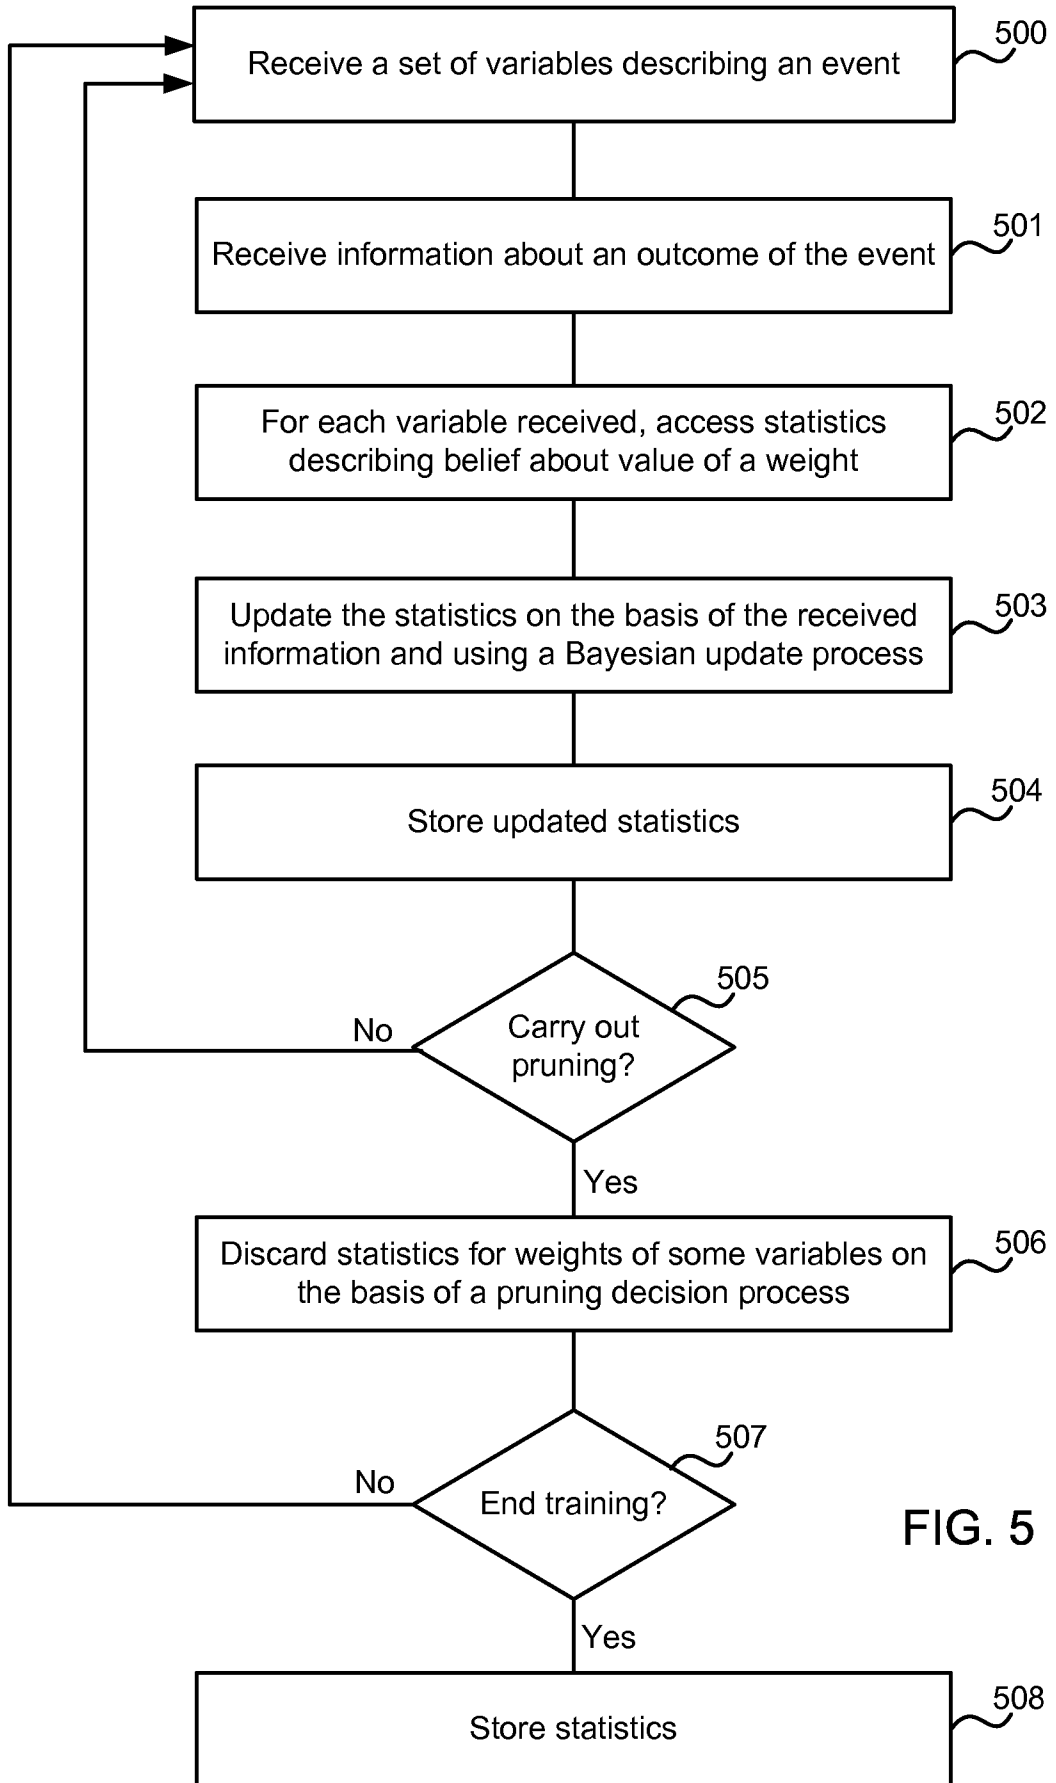 Receive a set of variables describing an event
500
Receive information about an outcome of the event
501
For each variable received, access statistics
describing belief about value of a weight
502
Update the statistics on the basis of the received
information and using a Bayesian update process
503
Store updated statistics
504
Carry out
pruning?
505
No
Yes
Discard statistics for weights of some variables on
the basis of a pruning decision process
506
End training?
507
No
Yes
FIG. 5
Store statistics
508